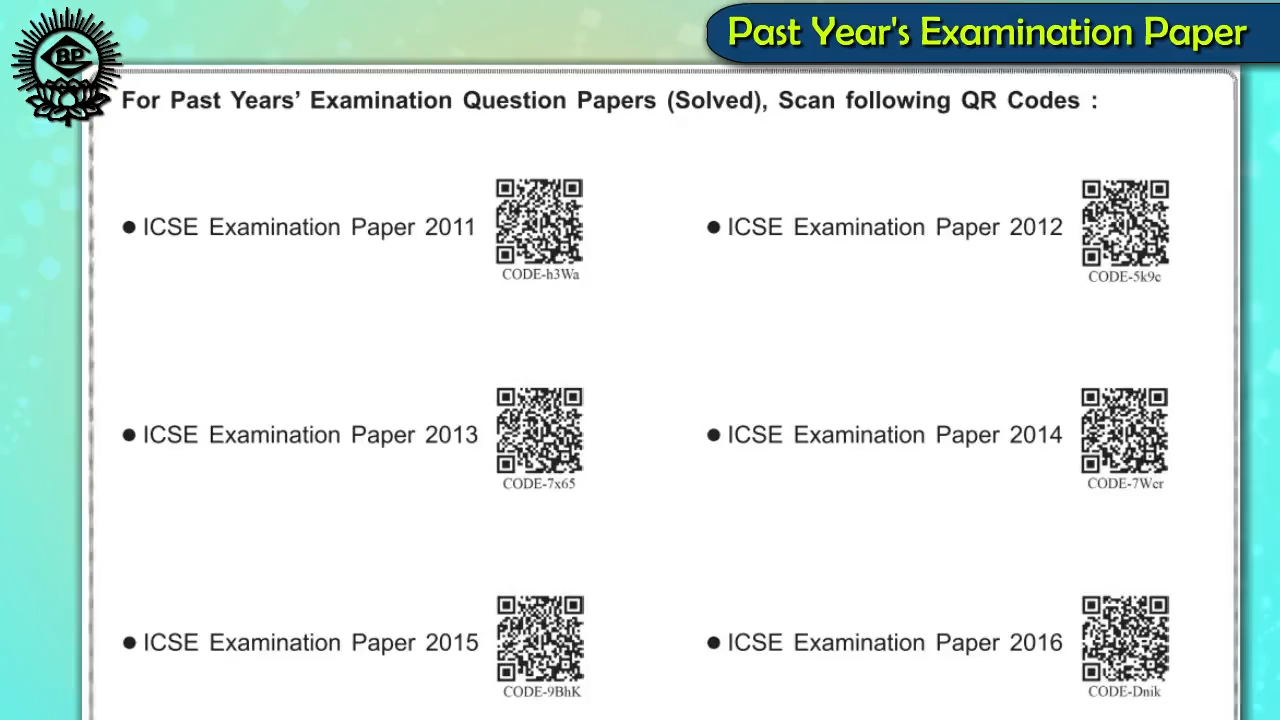 BP
Past Year's Examination Paper
For Past Years' Examination Question Papers (Solved), Scan following QR Codes :
● ICSE Examination Paper 2011
CODE-h3Wa
● ICSE Examination Paper 2012
CODE-5k9c
● ICSE Examination Paper 2013
CODE-7x65
● ICSE Examination Paper 2014
CODE-7Wcr
● ICSE Examination Paper 2015
CODE-9BhK
● ICSE Examination Paper 2016
CODE-Dnik